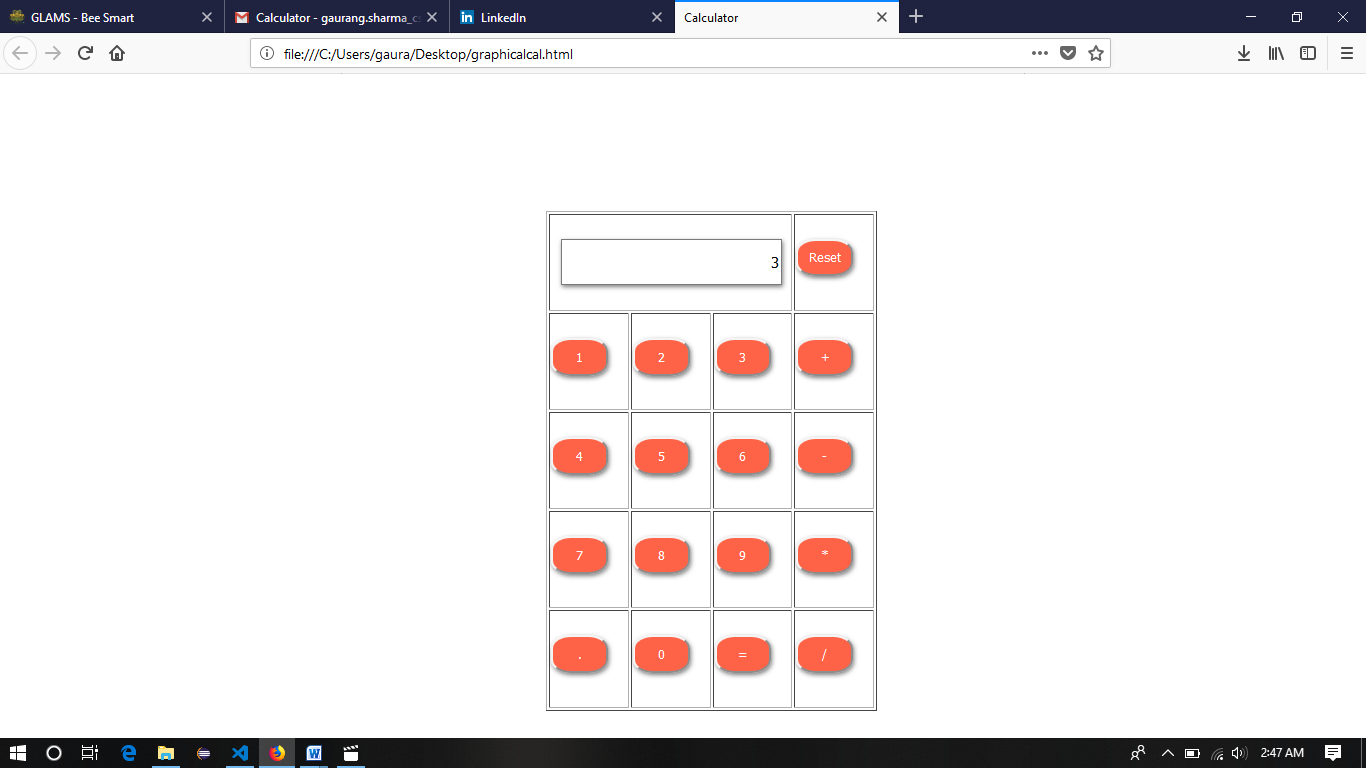 GLAMS - Bee Smart
Calculator - gaurang.sharma_c
LinkedIn
Calculator
file:///C:/Users/gaura/Desktop/graphicalcal.html
3 Reset
1 2 3 +
4 5 6 -
7 8 9 *
. 0 = /
2:47 AM